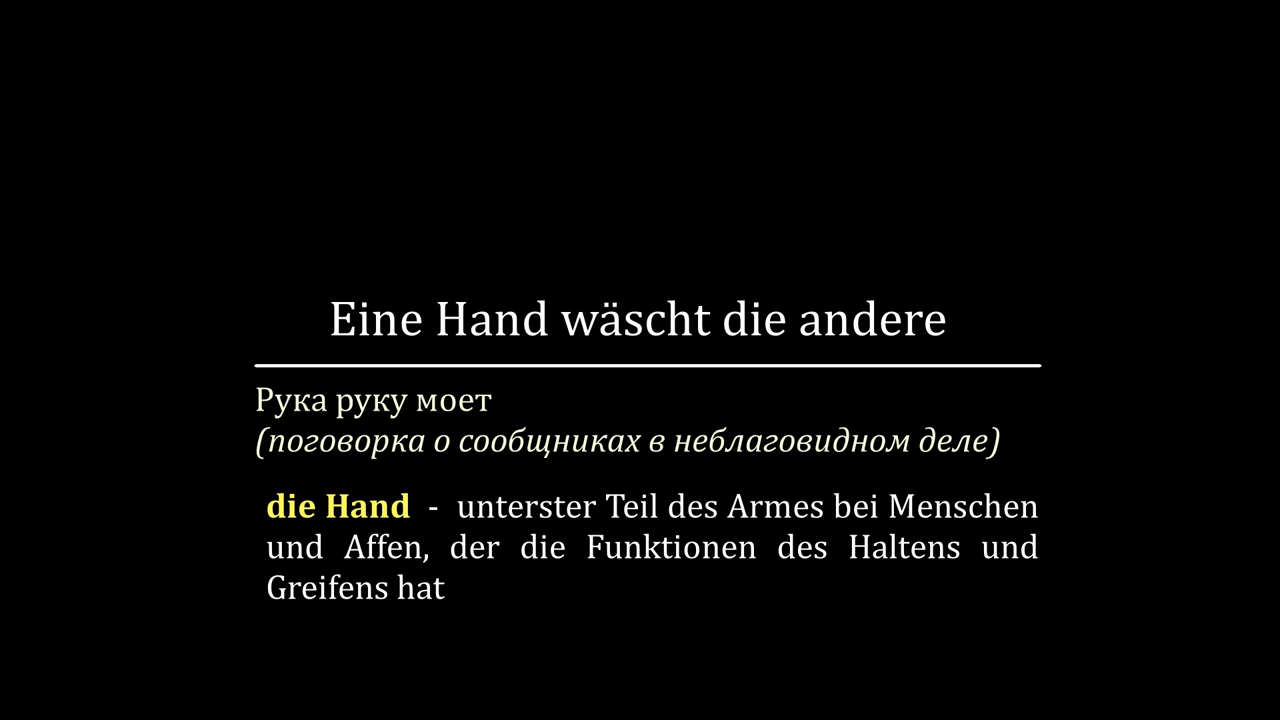 Eine Hand wäscht die andere
Рука руку моет
(поговорка о сообщниках в неблаговидном деле)
die Hand - unterster Teil des Armes bei Menschen
und Affen, der die Funktionen des Haltens und
Greifens hat